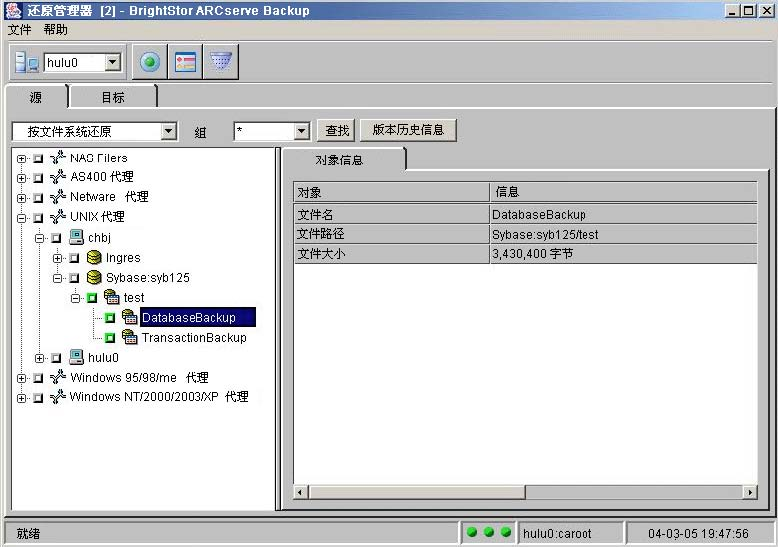 还原管理器 [2] - BrightStor ARCserve Backup
文件 帮助
hulu0
源 目标
按文件系统还原 组 * 查找 版本历史信息
NAS Filers
AS400 代理
Netware 代理
UNIX 代理
chbj
Ingres
Sybase:syb125
test
DatabaseBackup
TransactionBackup
hulu0
Windows 95/98/me 代理
Windows NT/2000/2003/XP 代理
对象信息
对象 信息
文件名 DatabaseBackup
文件路径 Sybase:syb125/test
文件大小 3,430,400 字节
就绪 hulu0:caroot 04-03-05 19:47:56